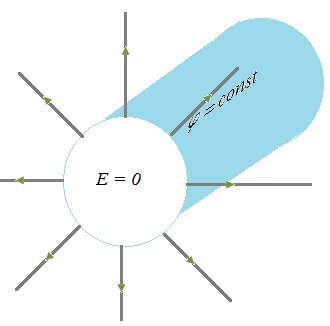 φ = const
E = 0